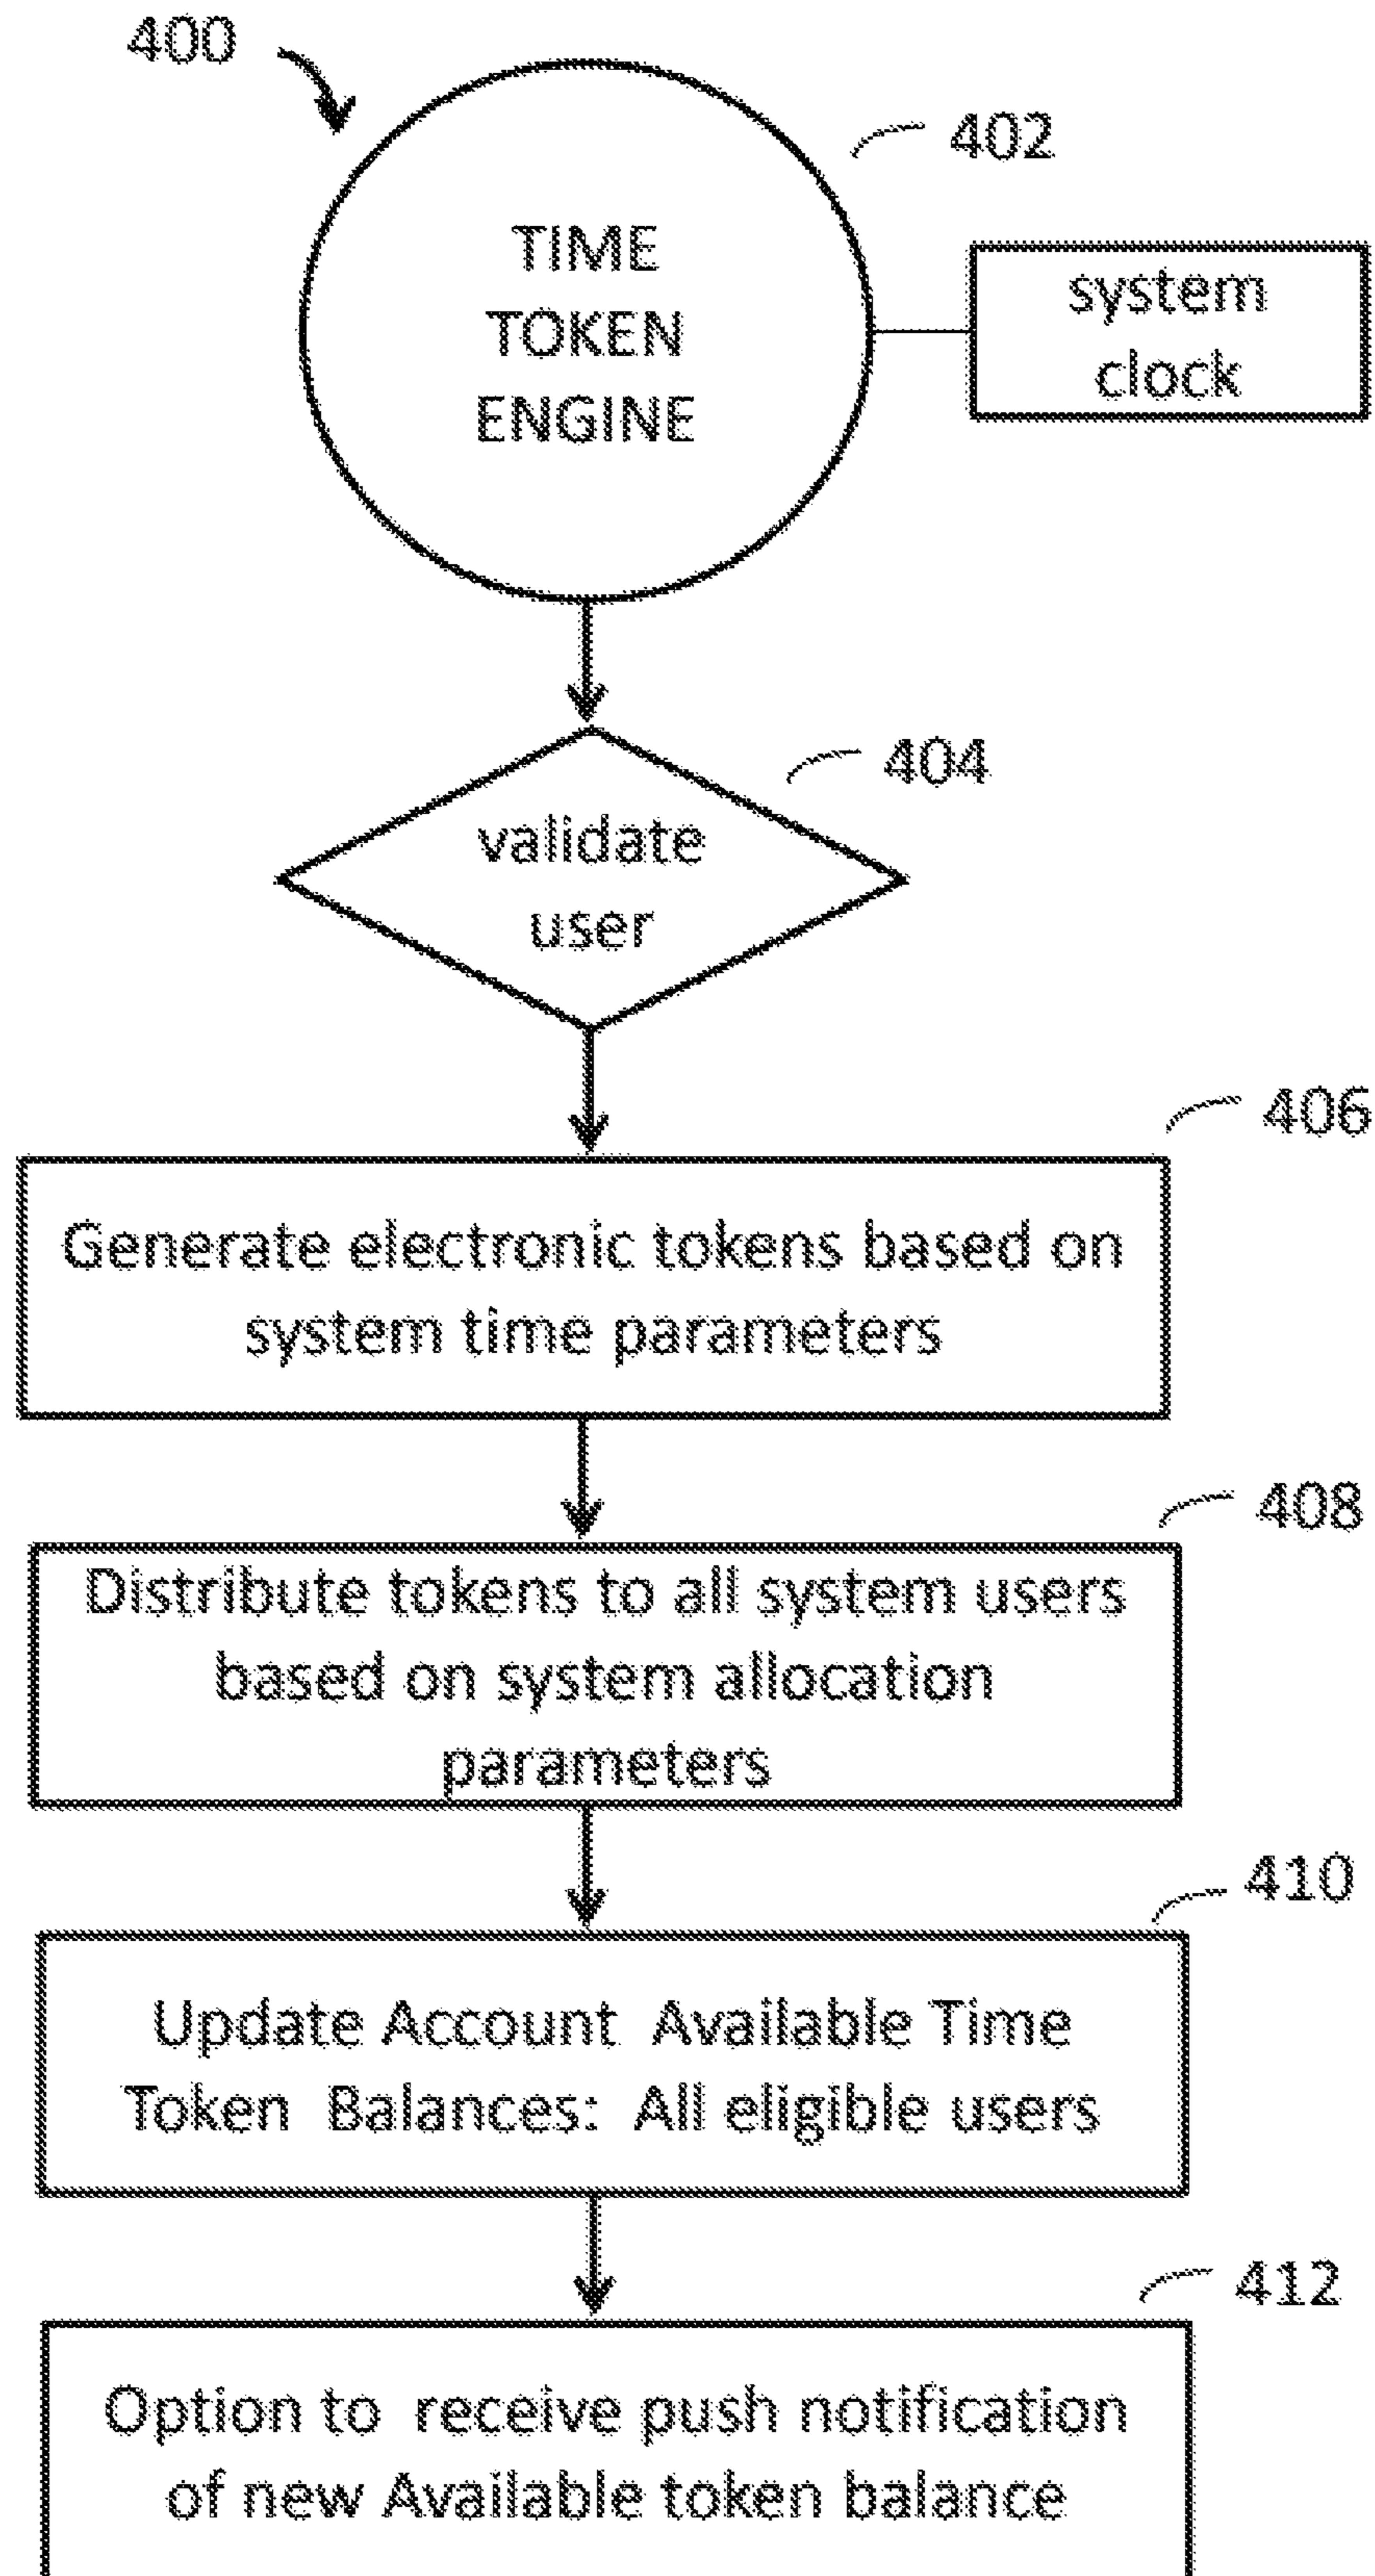 400
402
TIME
TOKEN
ENGINE
system
clock
404
validate
user
406
Generate electronic tokens based on
system time parameters
408
Distribute tokens to all system users
based on system allocation
parameters
410
Update Account  Available Time
Token  Balances:  All eligible users
412
Option to  receive push notification
of new Available token balance